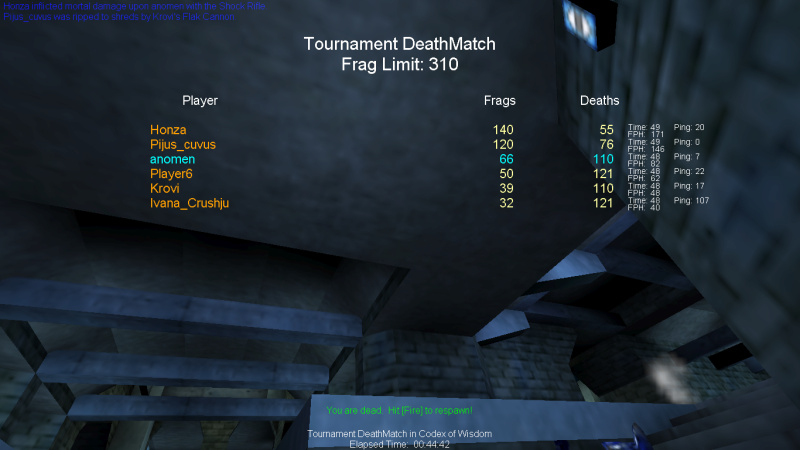 Honza inflicted mortal damage upon anomen with the Shock Rifle.
Pijus_cuvus was ripped to shreds by Krovi's Flak Cannon.
Tournament DeathMatch
Frag Limit: 310
Player Frags Deaths
Honza 140 55 Time: 49 Ping: 20
FPH: 171
Pijus_cuvus 120 76 Time: 49 Ping: 0
FPH: 146
anomen 66 110 Time: 48 Ping: 7
FPH: 82
Player6 50 121 Time: 48 Ping: 22
FPH: 62
Krovi 39 110 Time: 48 Ping: 17
FPH: 48
Ivana_Crushju 32 121 Time: 48 Ping: 107
FPH: 40
You are dead. Hit [Fire] to respawn!
Tournament DeathMatch in Codex of Wisdom
Elapsed Time: 00:44:42